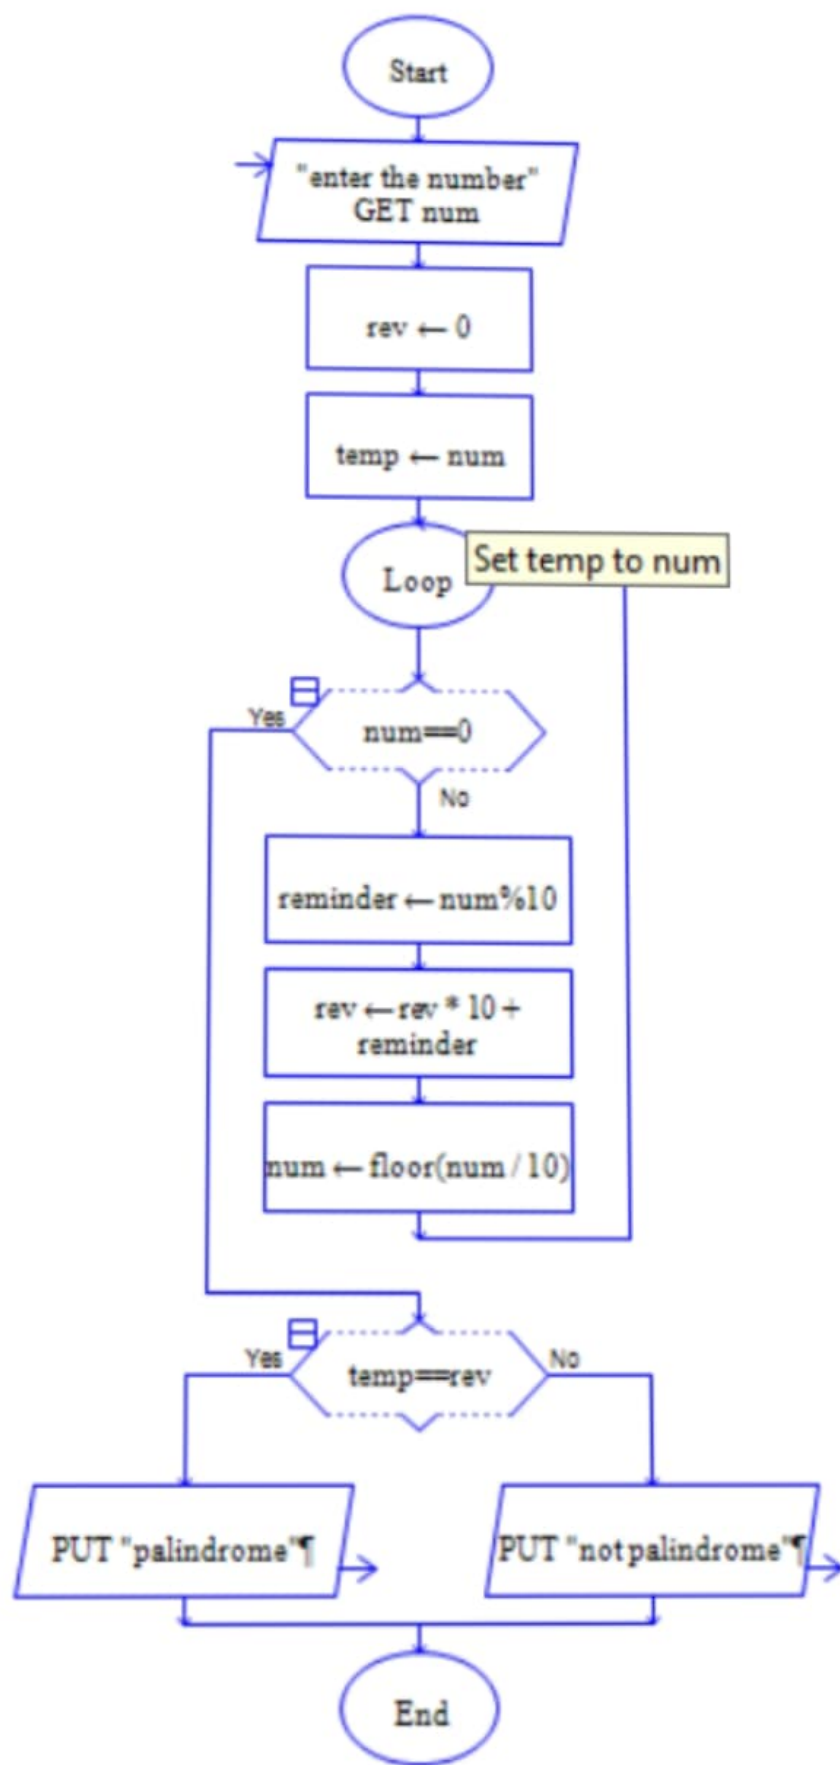 Start
"enter the number"
GET num
rev ← 0
temp ← num
Loop
Set temp to num
Yes
num==0
No
reminder ← num%10
rev ← rev * 10 +
reminder
num ← floor(num / 10)
Yes
temp==rev
No
PUT "palindrome"¶
PUT "not palindrome"¶
End